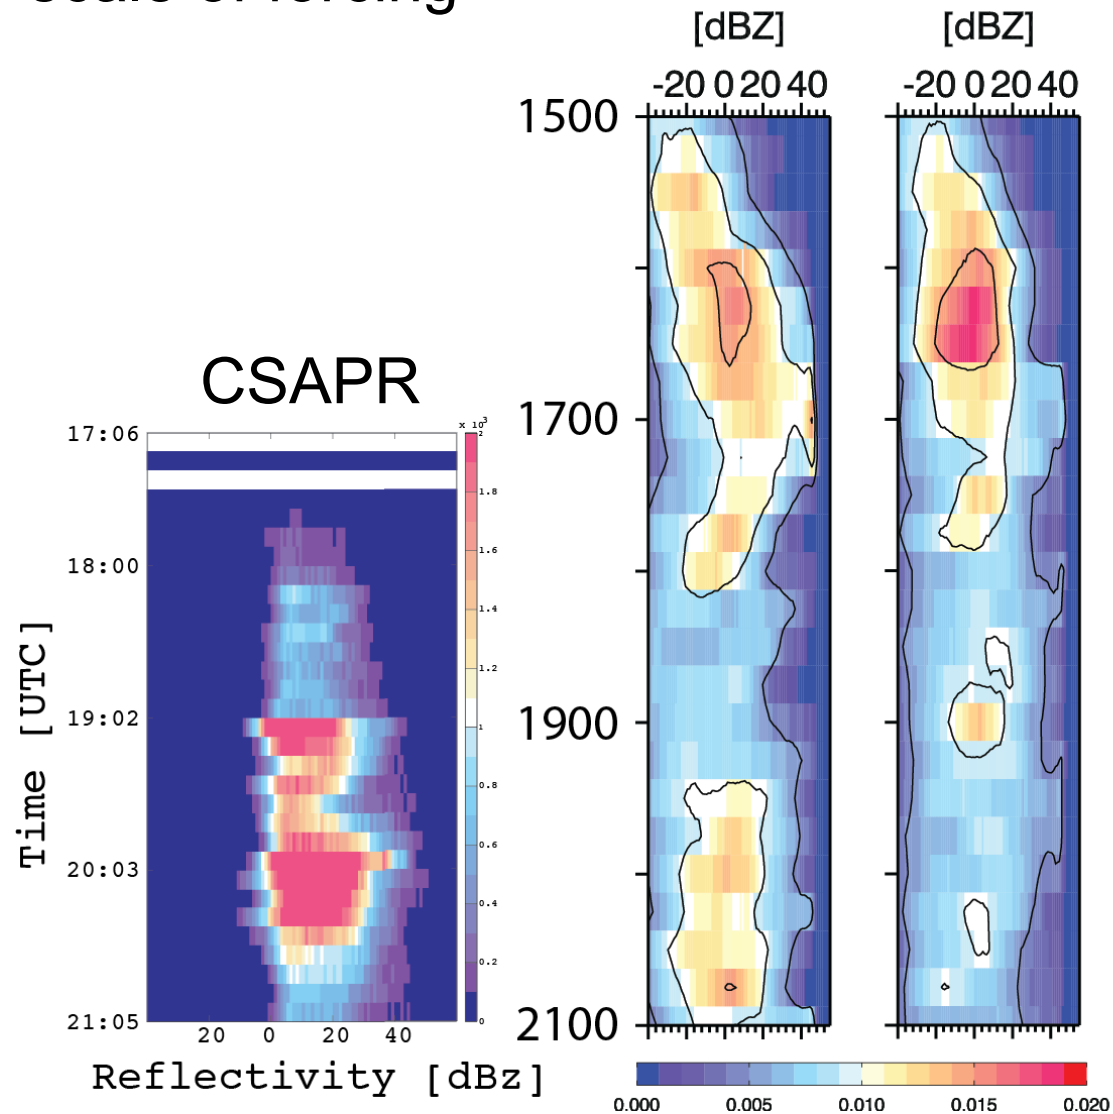 scale of forcing
[dBZ] [dBZ]
-20 0 20 40 -20 0 20 40
1500
1700
1900
2100
0.000 0.005 0.010 0.015 0.020
CSAPR
x 10³
2
1.8
1.6
1.4
1.2
1
0.8
0.6
0.4
0.2
0
17:06
18:00
19:02
20:03
21:05
Time [UTC]
20 0 20 40
Reflectivity [dBz]